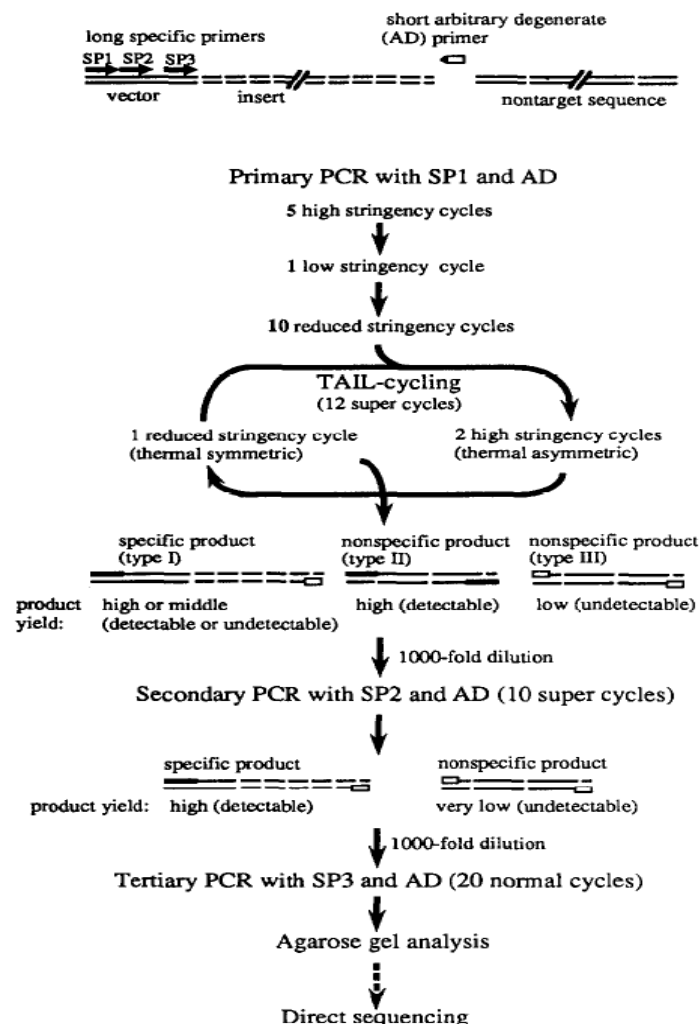 long specific primers
short arbitrary degenerate
(AD) primer
SP1 SP2 SP3
vector
insert
nontarget sequence
Primary PCR with SP1 and AD
5 high stringency cycles
1 low stringency cycle
10 reduced stringency cycles
TAIL-cycling
(12 super cycles)
1 reduced stringency cycle
(thermal symmetric)
2 high stringency cycles
(thermal asymmetric)
specific product
(type I)
nonspecific product
(type II)
nonspecific product
(type III)
product
yield:
high or middle
(detectable or undetectable)
high (detectable)
low (undetectable)
1000-fold dilution
Secondary PCR with SP2 and AD (10 super cycles)
specific product
nonspecific product
product yield:
high (detectable)
very low (undetectable)
1000-fold dilution
Tertiary PCR with SP3 and AD (20 normal cycles)
Agarose gel analysis
Direct sequencing